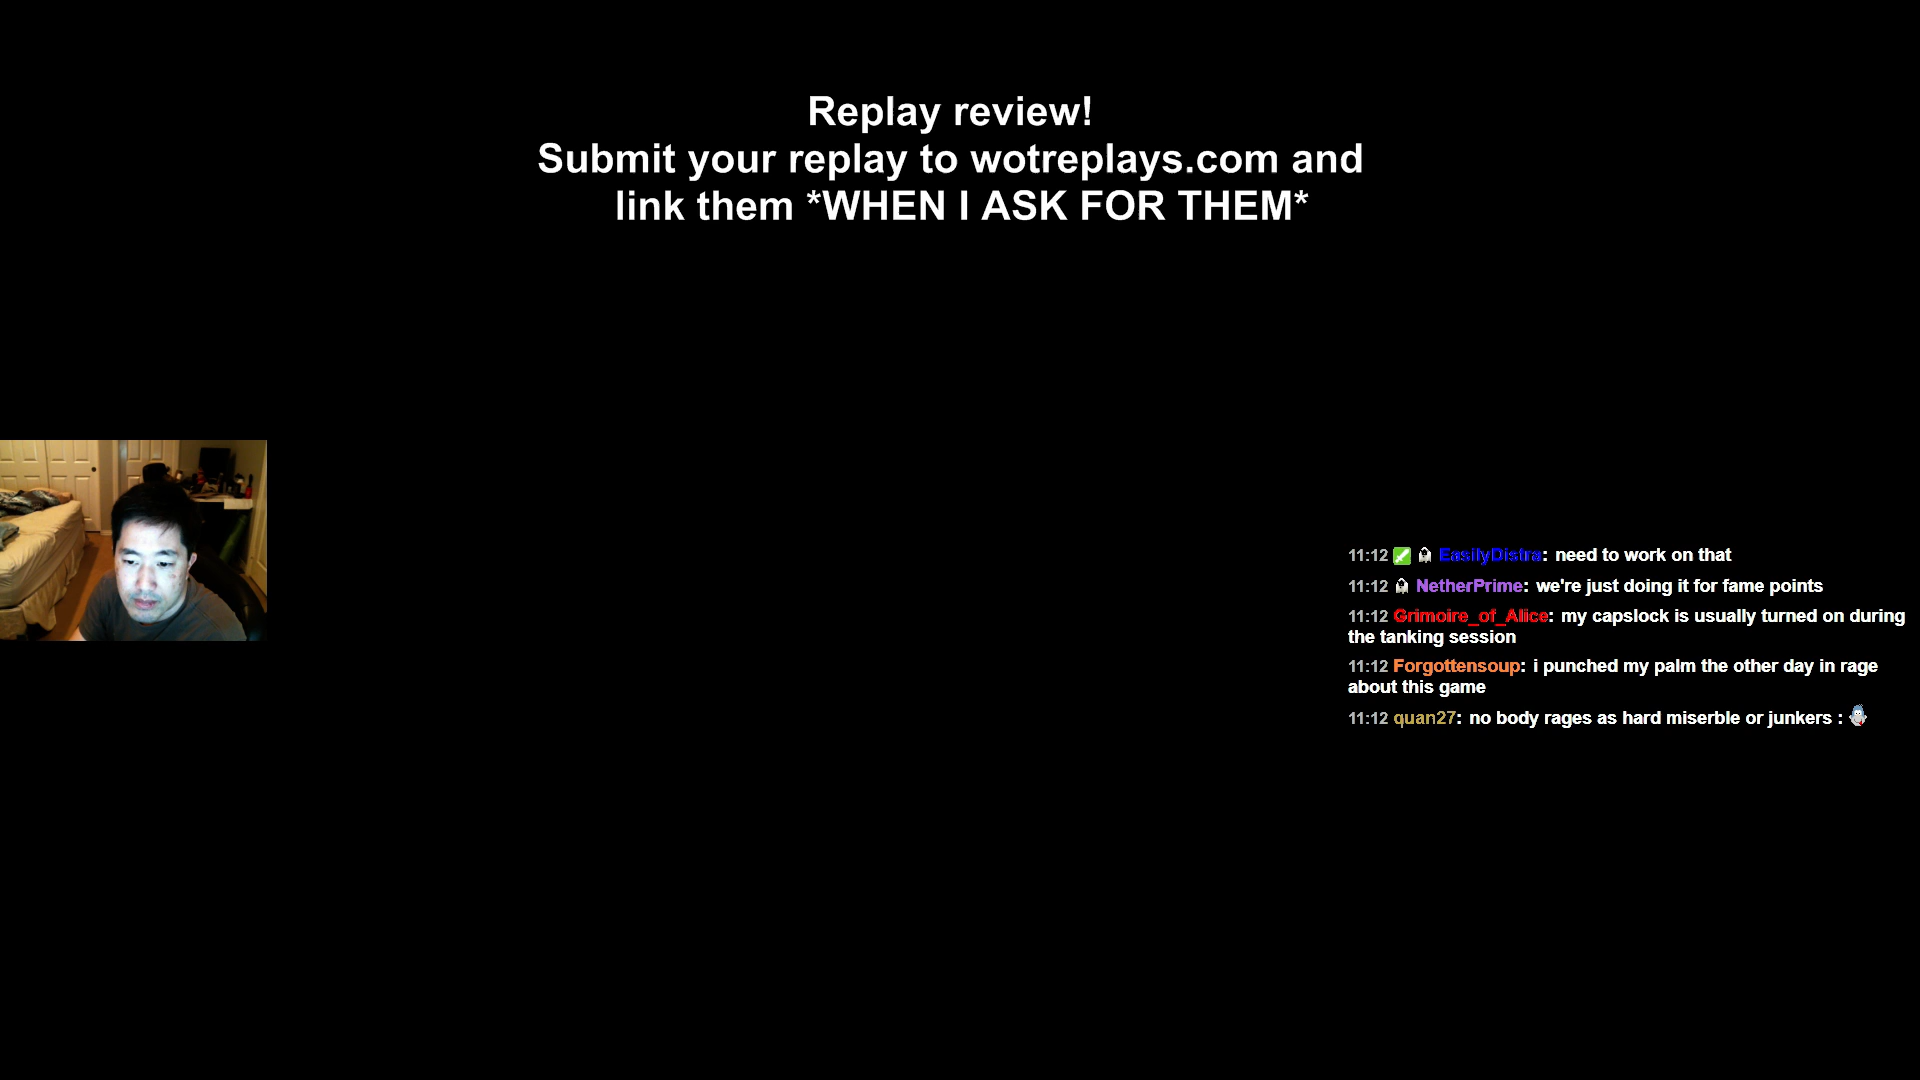 Replay review!
Submit your replay to wotreplays.com and
link them *WHEN I ASK FOR THEM*
11:12 EasilyDistra: need to work on that
11:12 NetherPrime: we're just doing it for fame points
11:12 Grimoire_of_Alice: my capslock is usually turned on during
the tanking session
11:12 Forgottensoup: i punched my palm the other day in rage
about this game
11:12 quan27: no body rages as hard miserble or junkers :